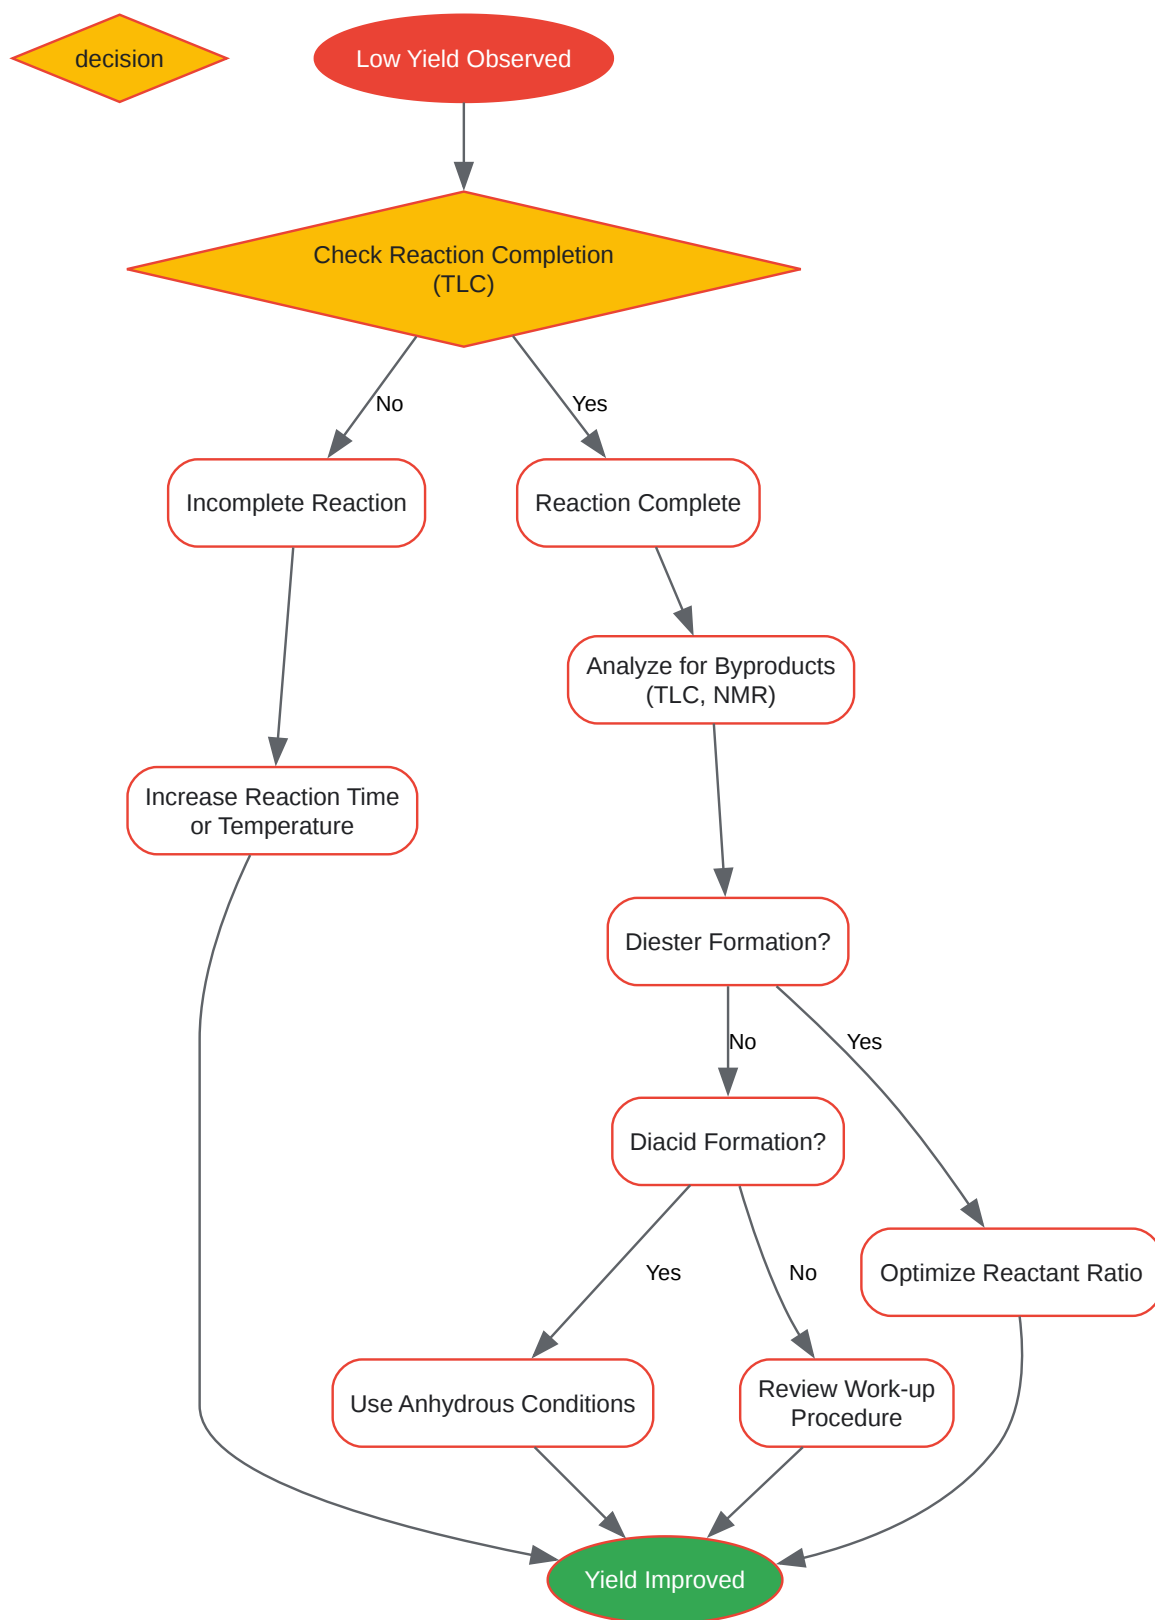 decision
Low Yield Observed
Check Reaction Completion
(TLC)
No
Yes
Incomplete Reaction
Reaction Complete
Analyze for Byproducts
(TLC, NMR)
Increase Reaction Time
or Temperature
Diester Formation?
No
Yes
Diacid Formation?
Yes
No
Optimize Reactant Ratio
Use Anhydrous Conditions
Review Work-up
Procedure
Yield Improved